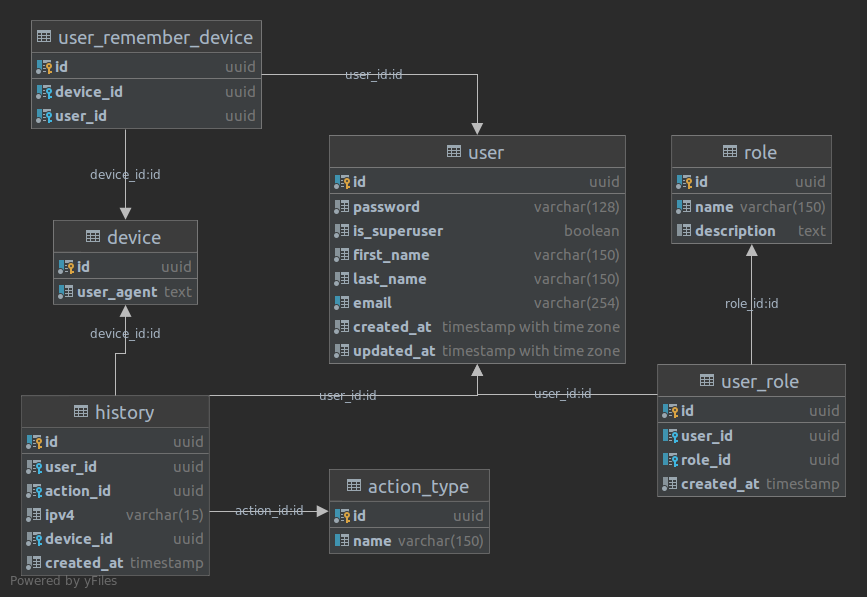 user_remember_device
id uuid
device_id uuid
user_id uuid
user_id:id
device_id:id
user
id uuid
password varchar(128)
is_superuser boolean
first_name varchar(150)
last_name varchar(150)
email varchar(254)
created_at timestamp with time zone
updated_at timestamp with time zone
role
id uuid
name varchar(150)
description text
device
id uuid
user_agent text
device_id:id
role_id:id
user_id:id
user_id:id
user_role
id uuid
user_id uuid
role_id uuid
created_at timestamp
history
id uuid
user_id uuid
action_id uuid
ipv4 varchar(15)
device_id uuid
created_at timestamp
action_id:id
action_type
id uuid
name varchar(150)
Powered by yFiles